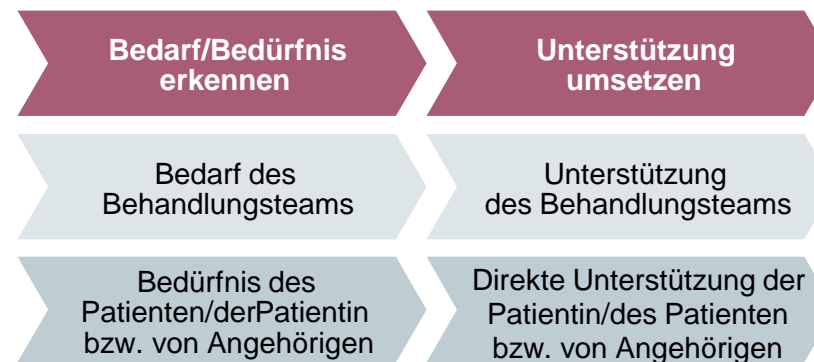 Bedarf/Bedürfnis
erkennen
Unterstützung
umsetzen
Bedarf des
Behandlungsteams
Unterstützung
des Behandlungsteams
Bedürfnis des
Patienten/derPatientin
bzw. von Angehörigen
Direkte Unterstützung der
Patientin/des Patienten
bzw. von Angehörigen